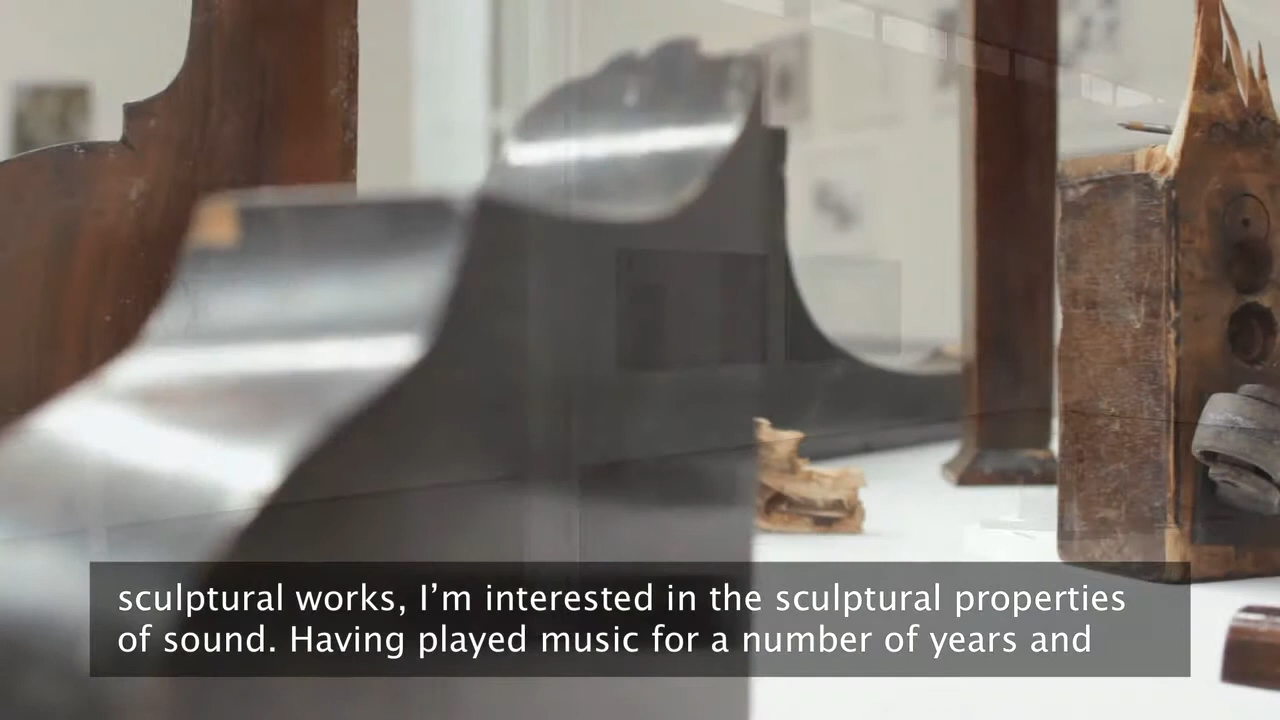 sculptural works, I’m interested in the sculptural properties
of sound. Having played music for a number of years and